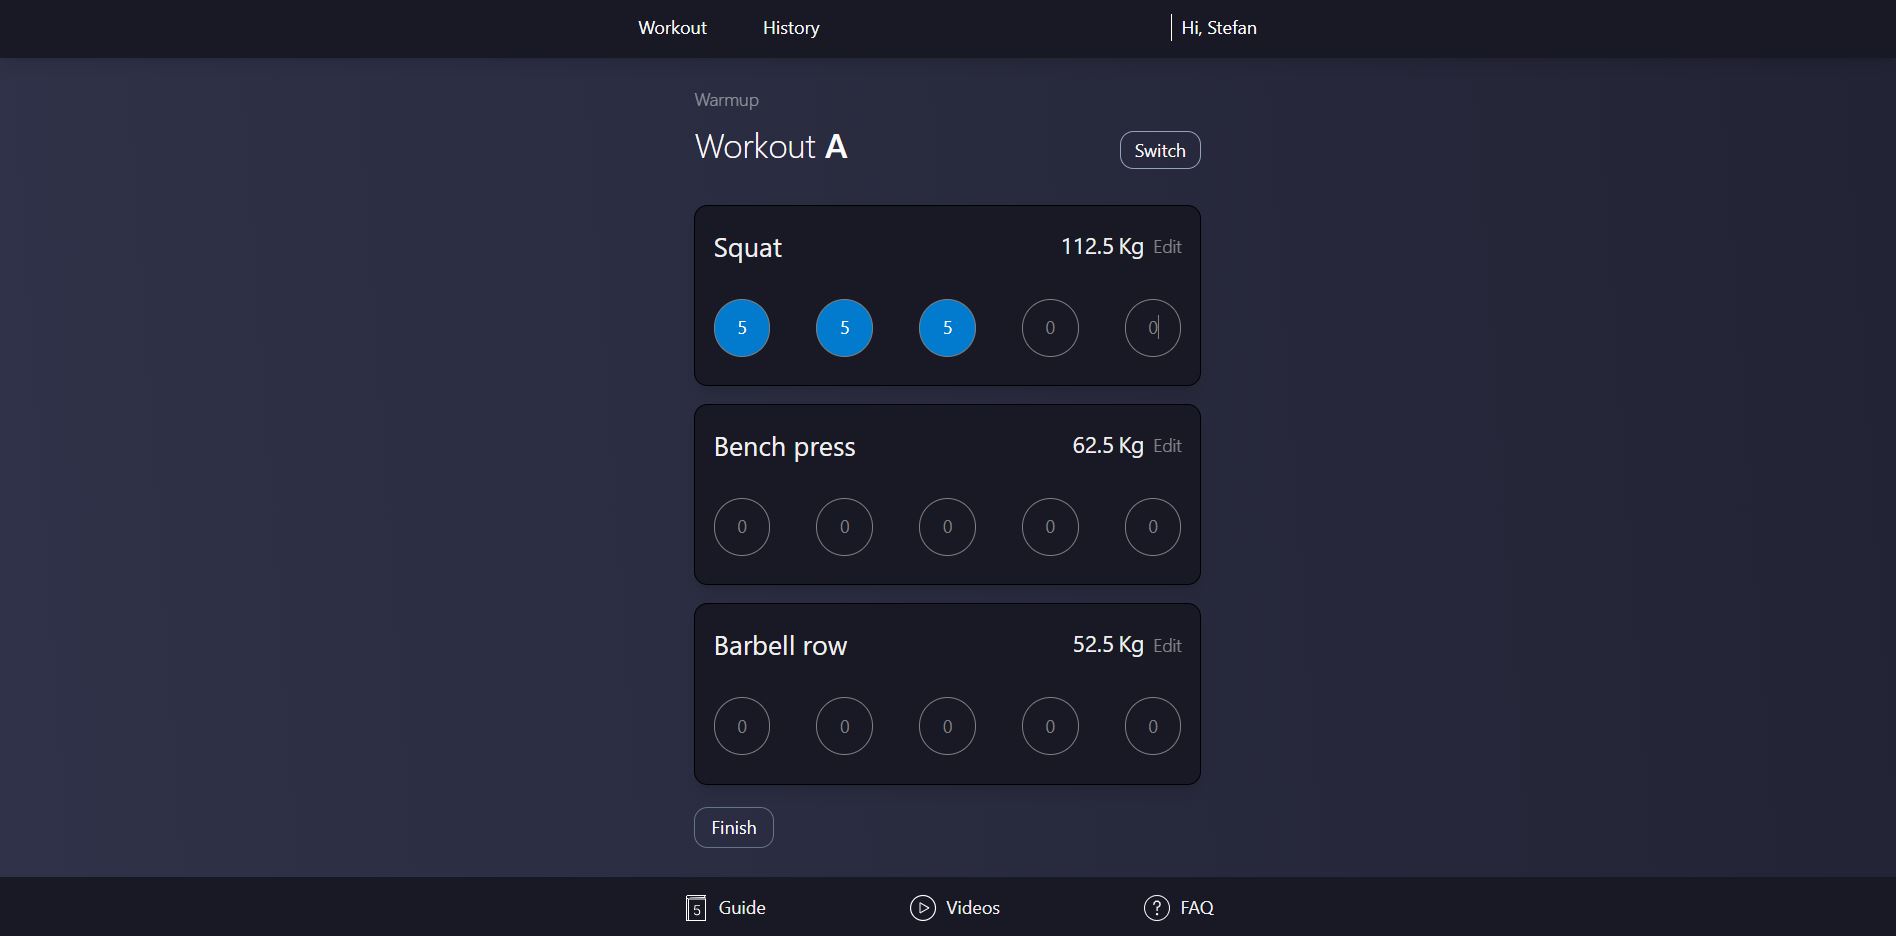 Workout History Hi, Stefan
Warmup
Workout A Switch
Squat 112.5 Kg Edit
5 5 5 0 0
Bench press 62.5 Kg Edit
0 0 0 0 0
Barbell row 52.5 Kg Edit
0 0 0 0 0
Finish
5 Guide Videos ? FAQ